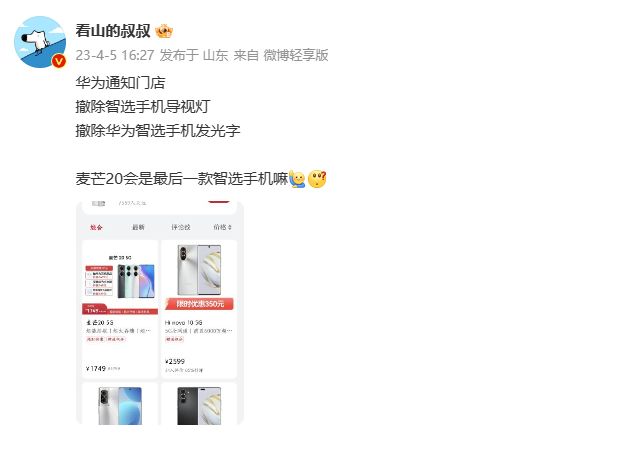 看山的叔叔
23-4-5 16:27 发布于 山东 来自 微博轻享版
华为通知门店
撤除智选手机导视灯
撤除华为智选手机发光字
麦芒20会是最后一款智选手机嘛
综合 最新 评论数 价格
麦芒 20 5G
限时优惠350元
麦芒20 5G
Hi nova 10 5G
¥1749
¥2599